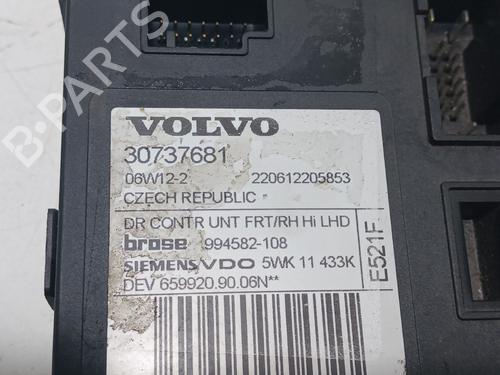 VOLVO
30737681
06W12-2 220612205853
CZECH REPUBLIC
DR CONTR UNT FRT/RH Hi LHD
brose 994582-108
SIEMENS VDO 5WK 11 433K
DEV 659920.90.06N**
E521F
B-PARTS